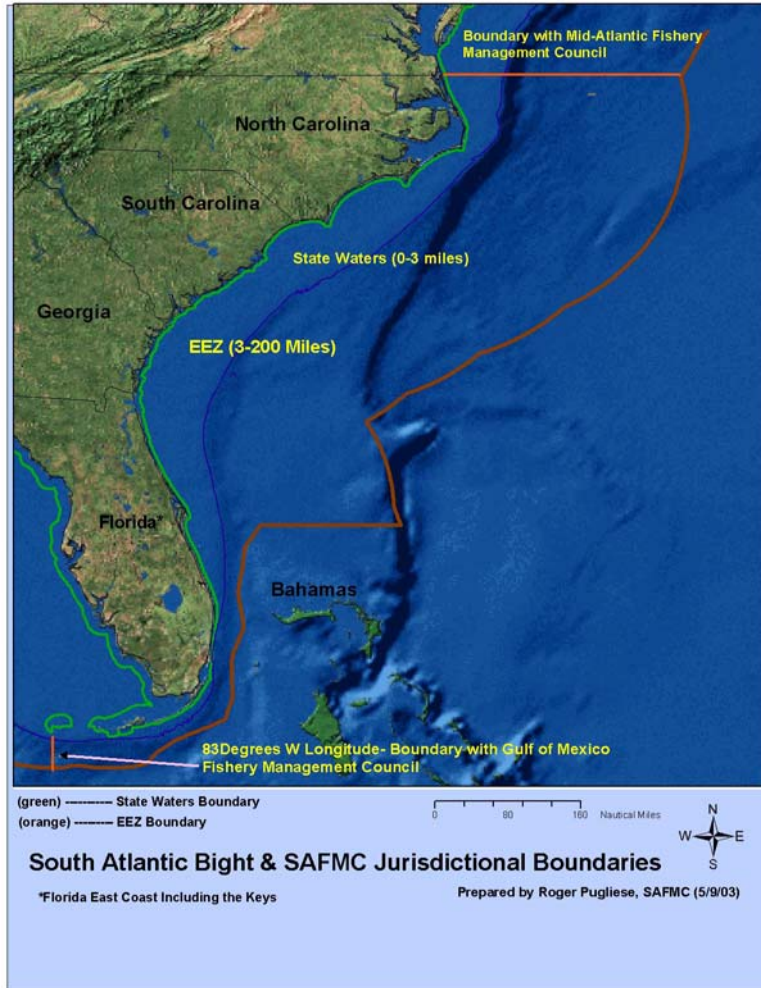 Boundary with Mid-Atlantic Fishery
Management Council
North Carolina
South Carolina
State Waters (0-3 miles)
Georgia
EEZ (3-200 Miles)
Florida*
Bahamas
83Degrees W Longitude- Boundary with Gulf of Mexico
Fishery Management Council
(green) ----------- State Waters Boundary
(orange) --------- EEZ Boundary
0 80 160 Nautical Miles
N
W E
S
South Atlantic Bight & SAFMC Jurisdictional Boundaries
*Florida East Coast Including the Keys
Prepared by Roger Pugliese, SAFMC (5/9/03)